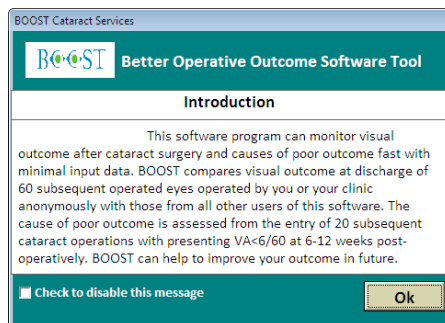 BOOST Cataract Services
BOOST Better Operative Outcome Software Tool
Introduction
This software program can monitor visual
outcome after cataract surgery and causes of poor outcome fast with
minimal input data. BOOST compares visual outcome at discharge of
60 subsequent operated eyes operated by you or your clinic
anonymously with those from all other users of this software. The
cause of poor outcome is assessed from the entry of 20 subsequent
cataract operations with presenting VA<6/60 at 6-12 weeks post-
operatively. BOOST can help to improve your outcome in future.
Check to disable this message
Ok